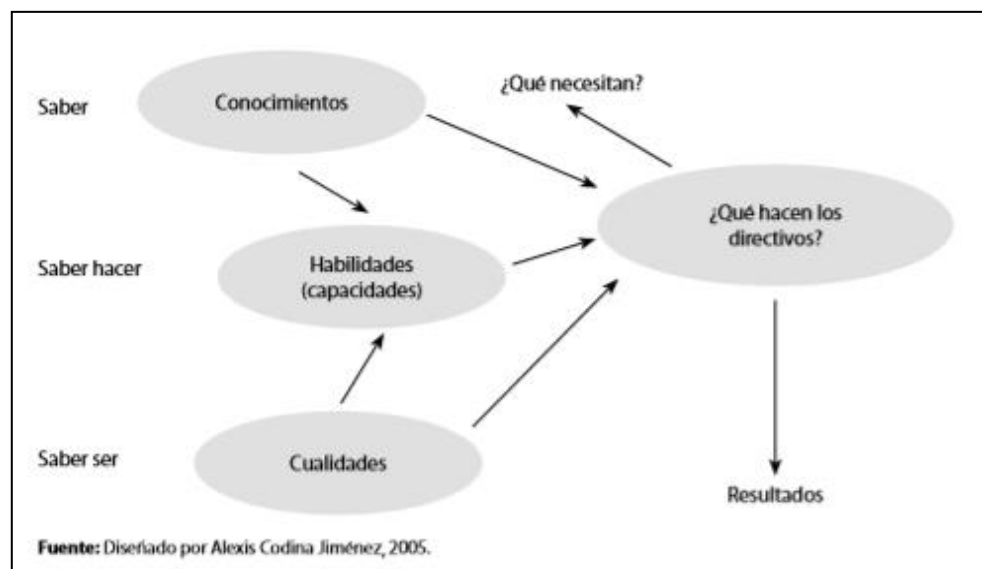 ¿Qué necesitan?
Saber
Conocimientos
¿Qué hacen los
directivos?
Saber hacer
Habilidades
(capacidades)
Saber ser
Cualidades
Resultados
Fuente: Diseñado por Alexis Codina Jiménez, 2005.